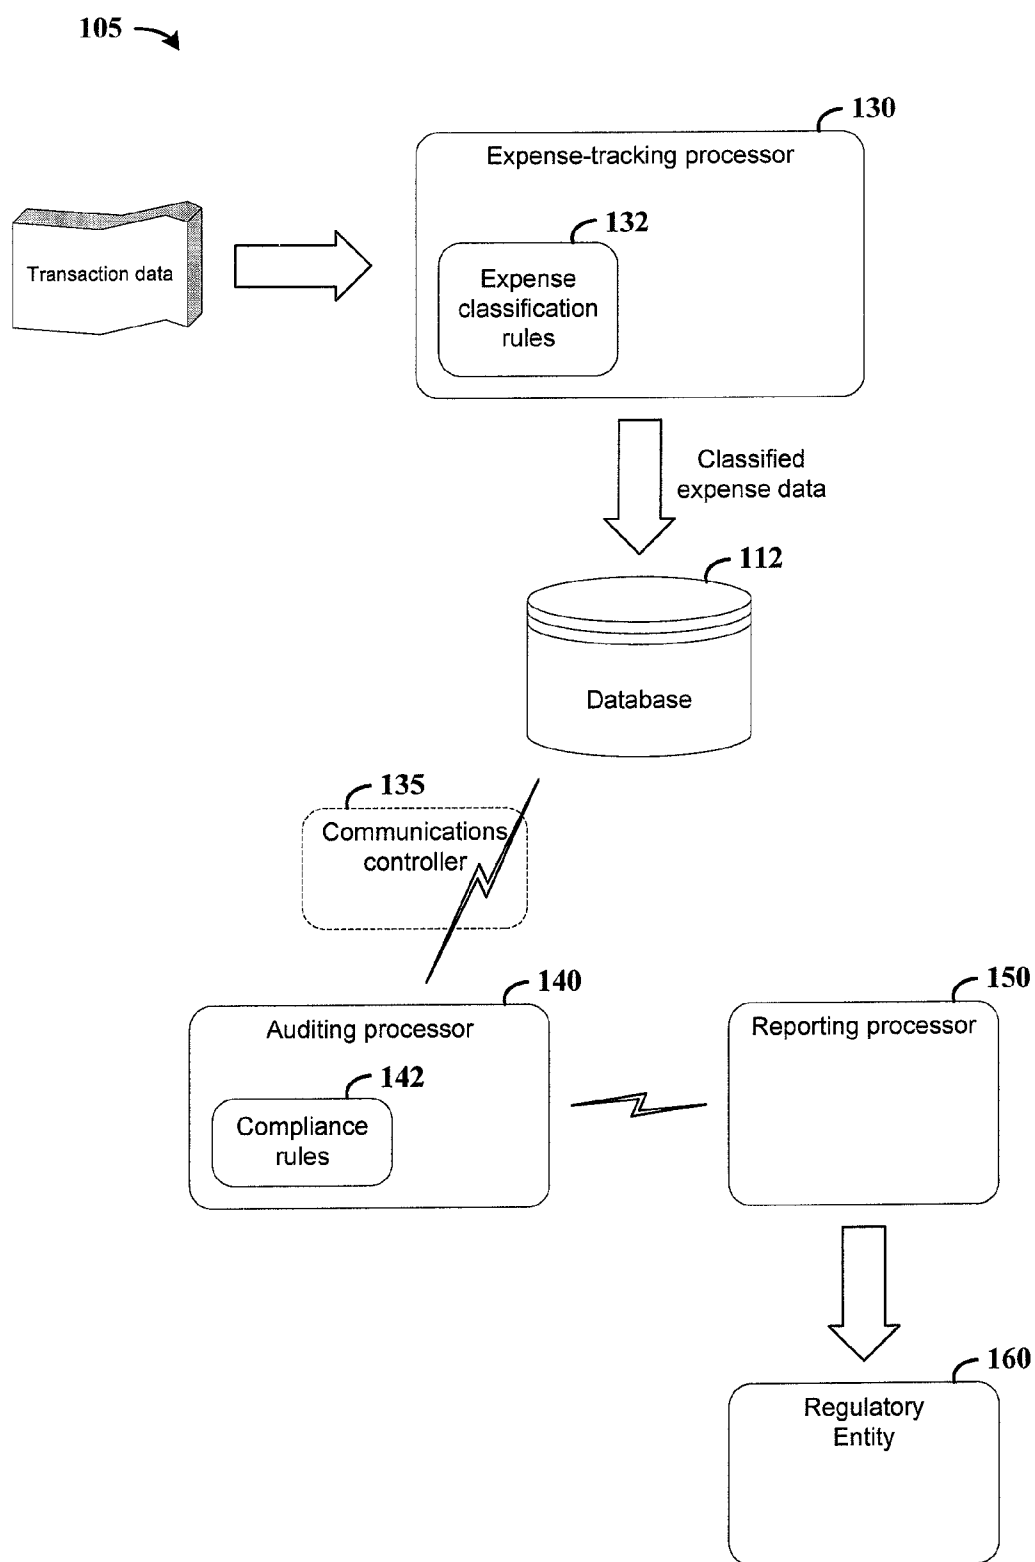 105
130
Expense-tracking processor
132
Transaction data
Expense
classification
rules
Classified
expense data
112
Database
135
Communications
controller
140
Auditing processor
142
Compliance
rules
150
Reporting processor
160
Regulatory
Entity